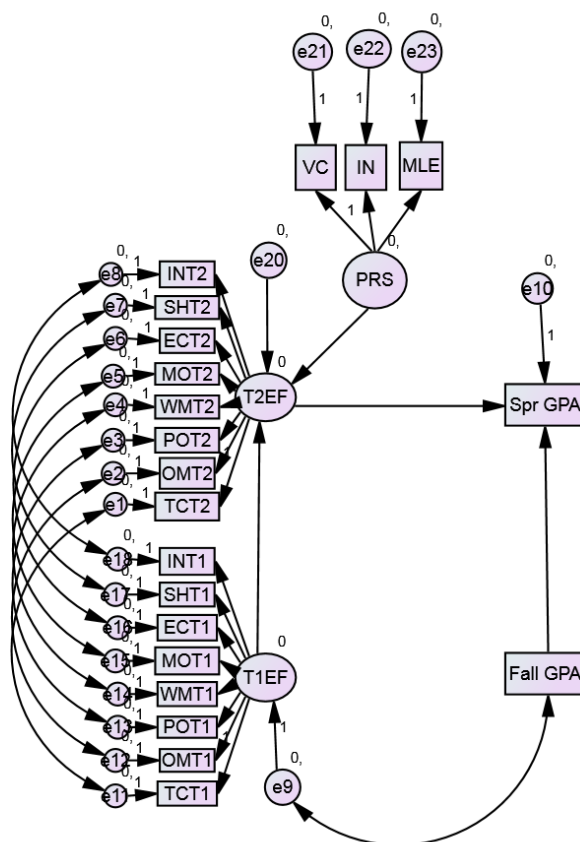 0, 0, 0,
e21 e22 e23
1 1 1
VC IN MLE
1
0,
PRS
0,
e20
0,
e10
1
Spr GPA
0
T2EF
0,
e8 1 INT2
0,
e7 1 SHT2
0,
e6 1 ECT2
0,
e5 1 MOT2
0,
e4 1 WMT2
0,
e3 1 POT2
0,
e2 1 OMT2 1
0,
e1 1 TCT2
0,
e18 1 INT1
0,
e17 1 SHT1
0,
e16 1 ECT1
0,
e15 1 MOT1
0,
e14 1 WMT1
0,
e13 1 POT1
0,
e12 1 OMT1 1
0,
e11 1 TCT1
0
T1EF
1
0,
e9
Fall GPA